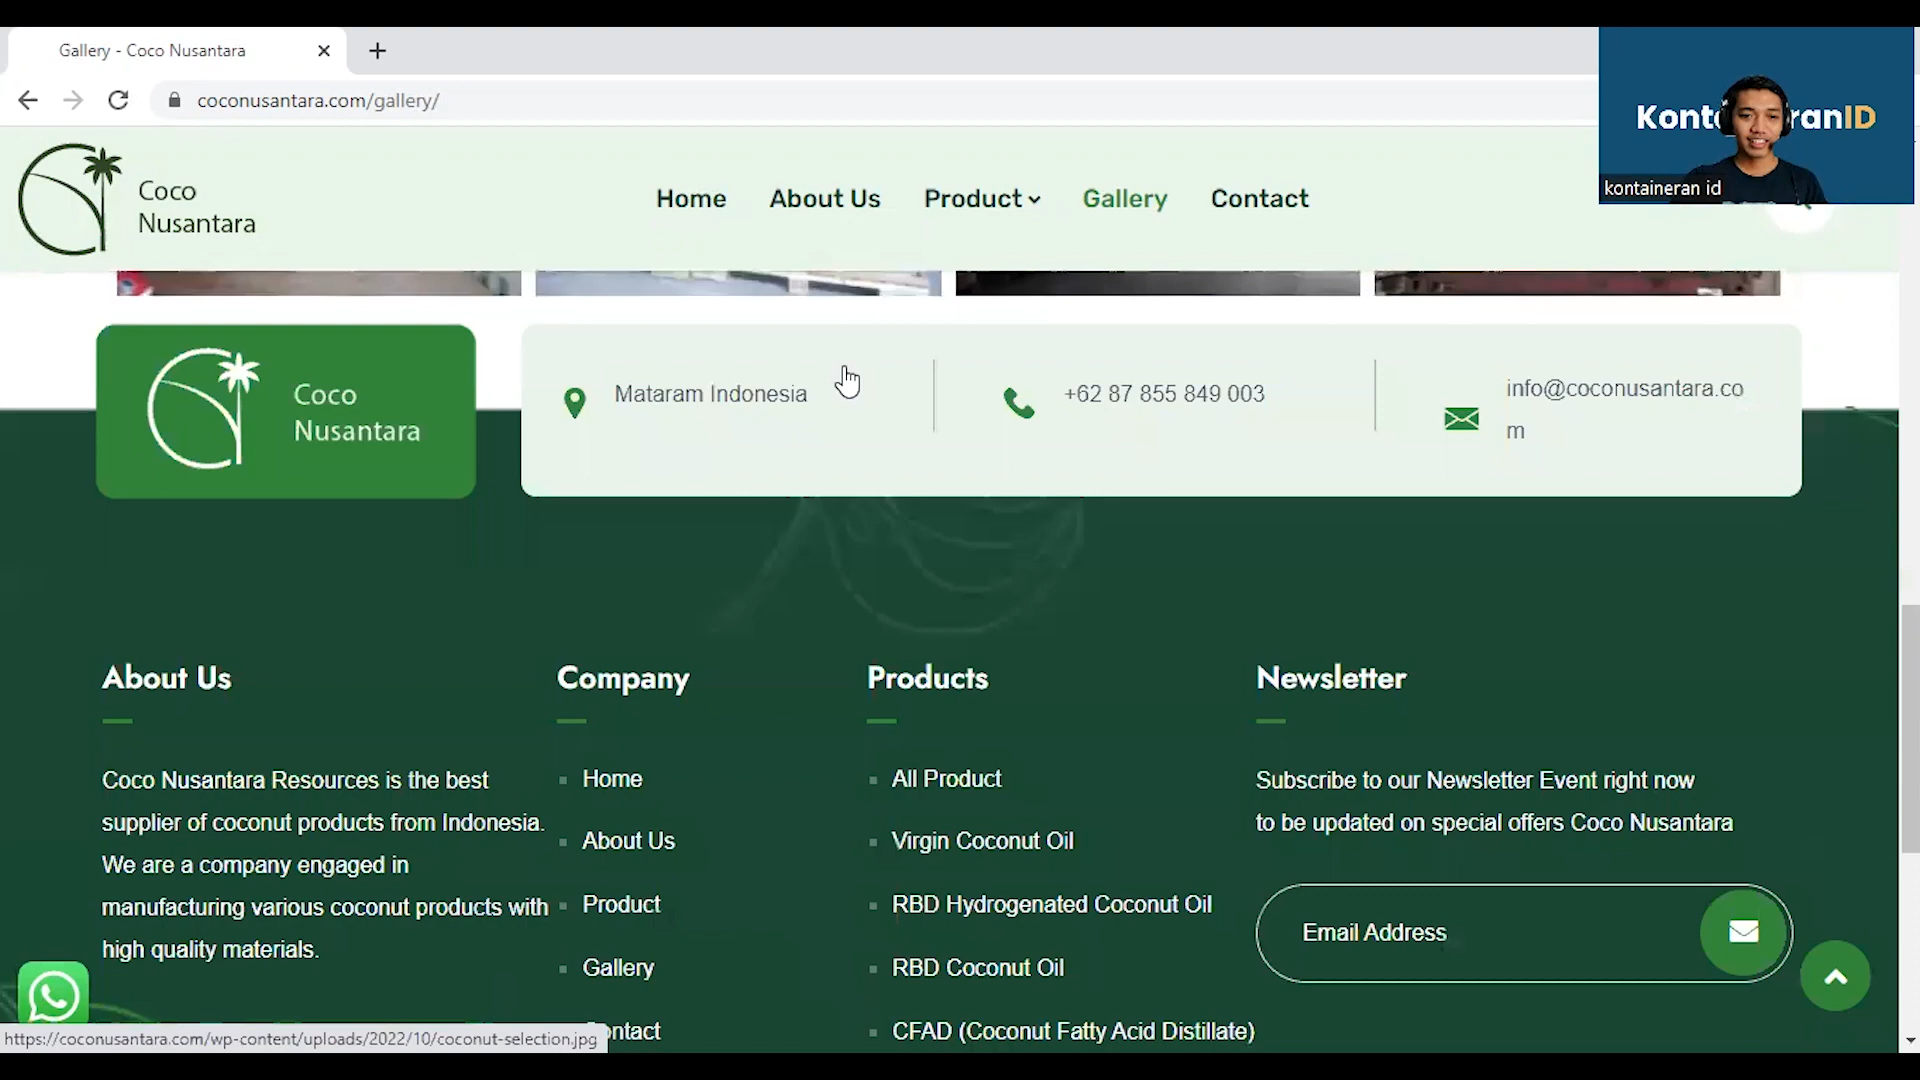 Gallery - Coco Nusantara
coconusantara.com/gallery/
ranID
kontaineran id
Coco
Nusantara
Home
About Us
Product
Gallery
Contact
Coco
Nusantara
Mataram Indonesia
+62 87 855 849 003
info@coconusantara.co
m
About Us
Coco Nusantara Resources is the best
supplier of coconut products from Indonesia.
We are a company engaged in
manufacturing various coconut products with
high quality materials.
Company
Home
About Us
Product
Gallery
ontact
Products
All Product
Virgin Coconut Oil
RBD Hydrogenated Coconut Oil
RBD Coconut Oil
CFAD (Coconut Fatty Acid Distillate)
Newsletter
Subscribe to our Newsletter Event right now
to be updated on special offers Coco Nusantara
Email Address
https://coconusantara.com/wp-content/uploads/2022/10/coconut-selection.jpg